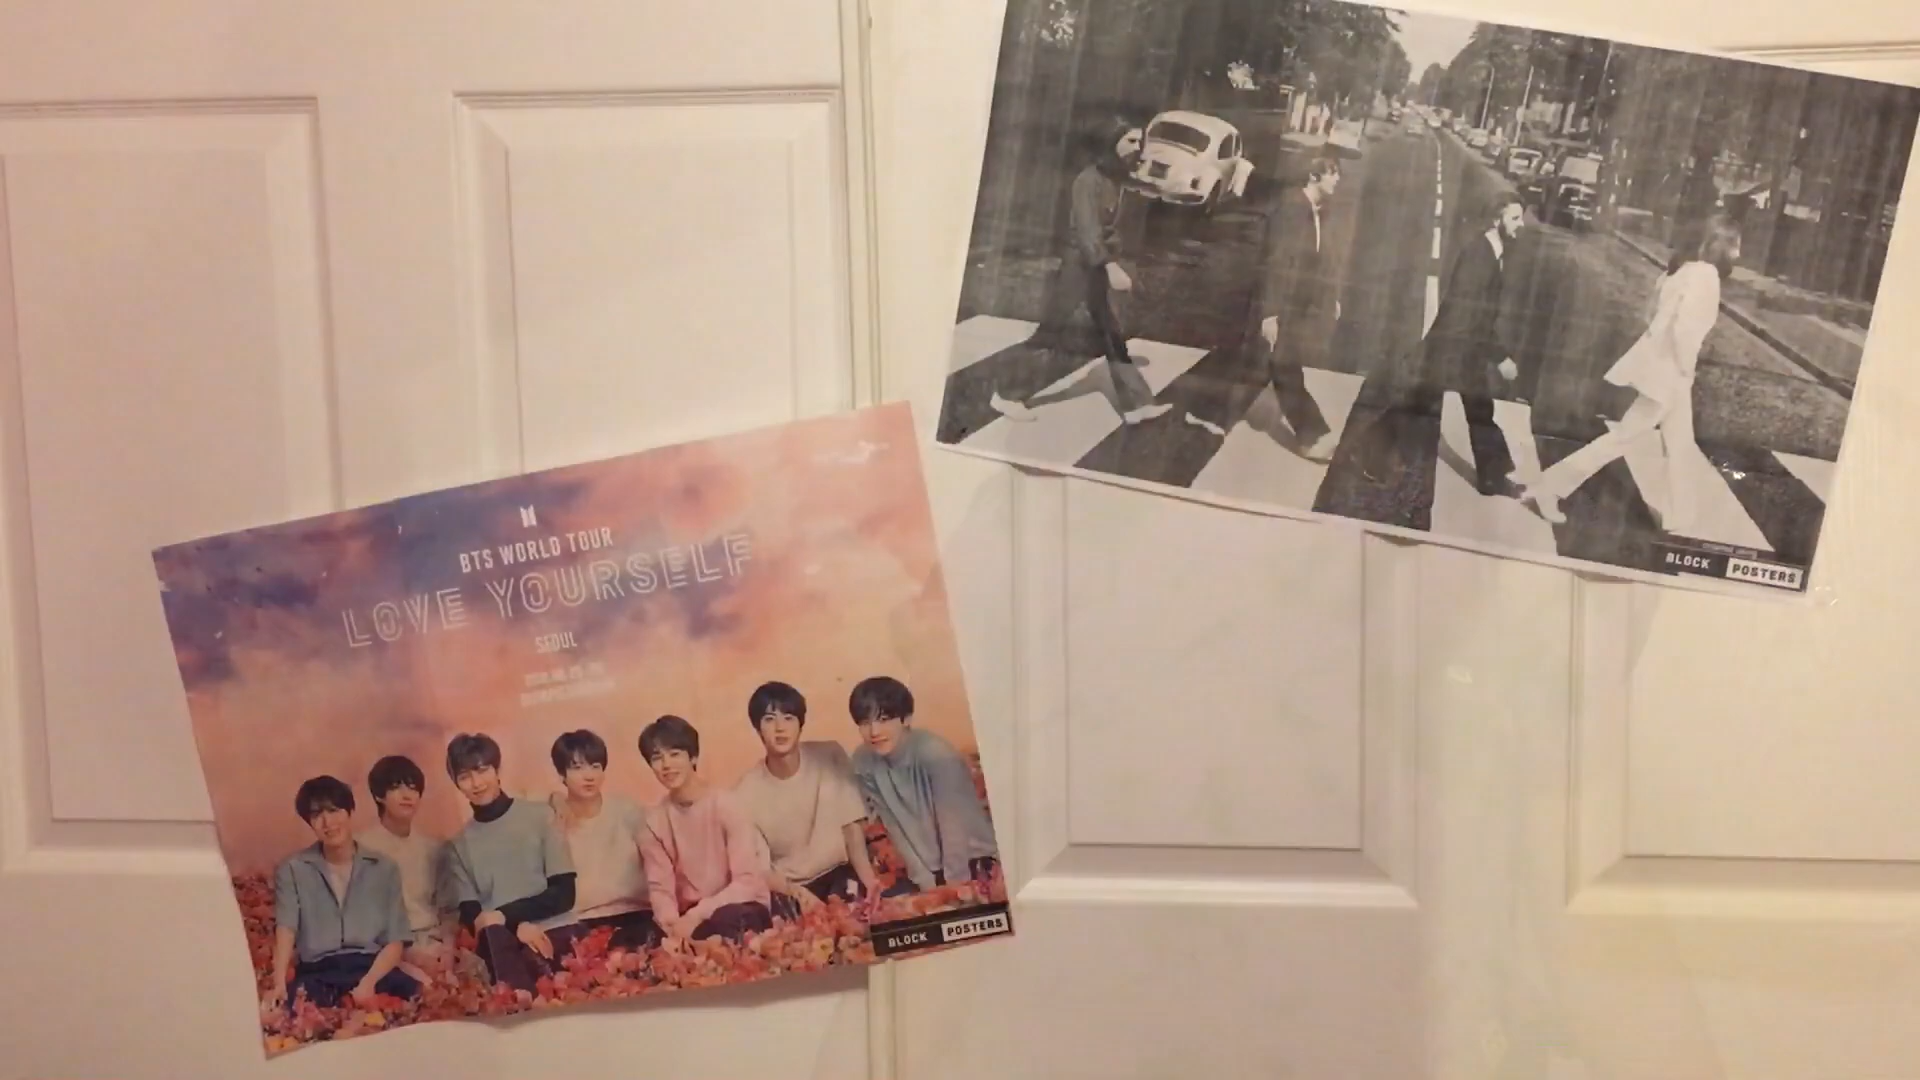 BTS WORLD TOUR
LOVE YOURSELF
SEOUL
BLOCK POSTERS
BLOCK POSTERS